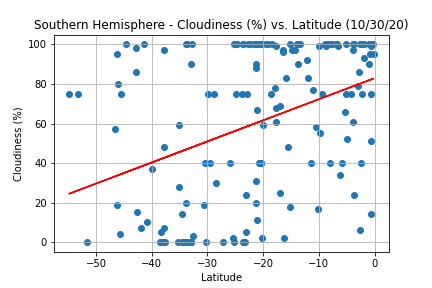 Southern Hemisphere - Cloudiness (%) vs. Latitude (10/30/20)
Cloudiness (%)
100
80
60
40
20
0
−50 −40 −30 −20 −10 0
Latitude